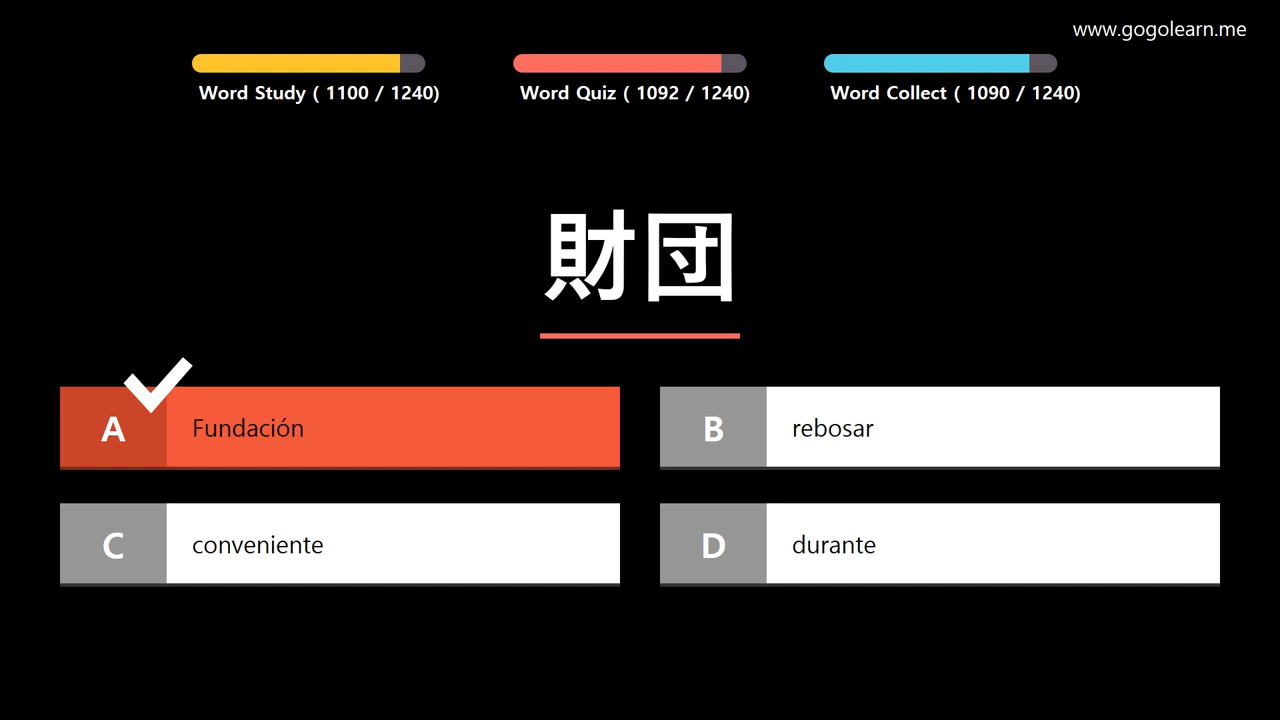 www.gogolearn.me
Word Study ( 1100 / 1240)
Word Quiz ( 1092 / 1240)
Word Collect ( 1090 / 1240)
財団
A Fundación
B rebosar
C conveniente
D durante